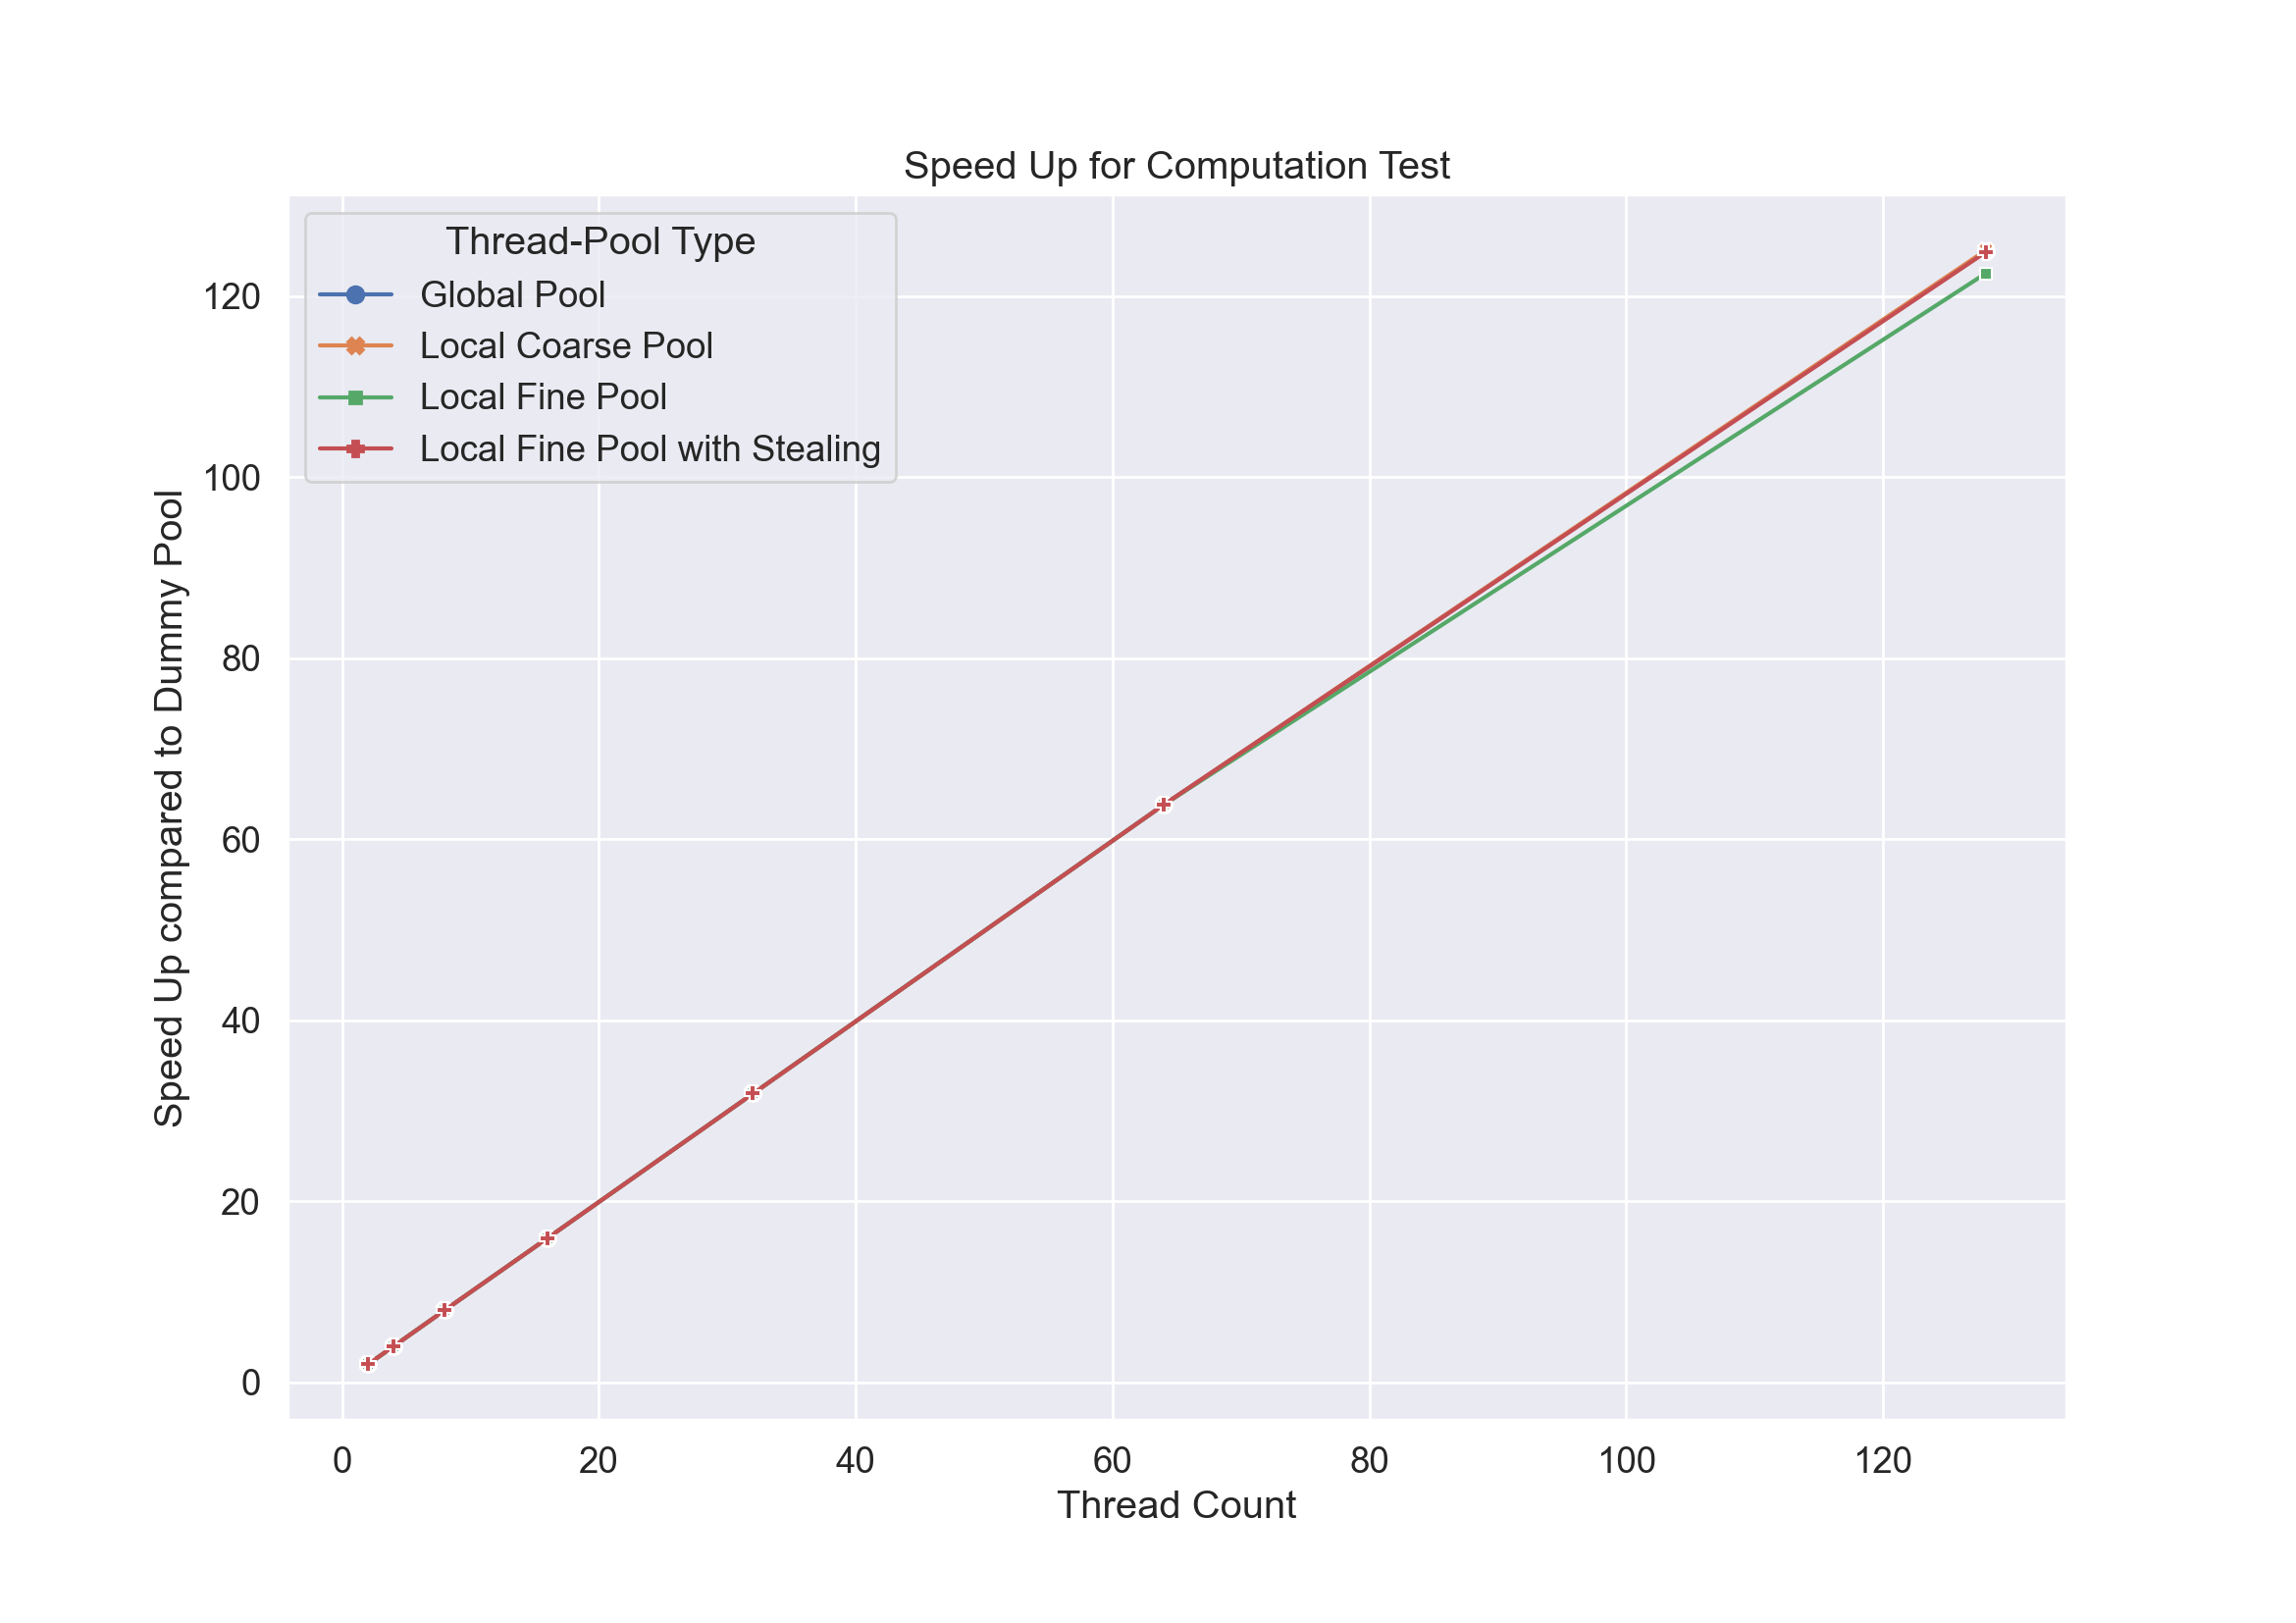 Speed Up for Computation Test
Thread-Pool Type
Global Pool
Local Coarse Pool
Local Fine Pool
Local Fine Pool with Stealing
Speed Up compared to Dummy Pool
120
100
80
60
40
20
0
0 20 40 60 80 100 120
Thread Count